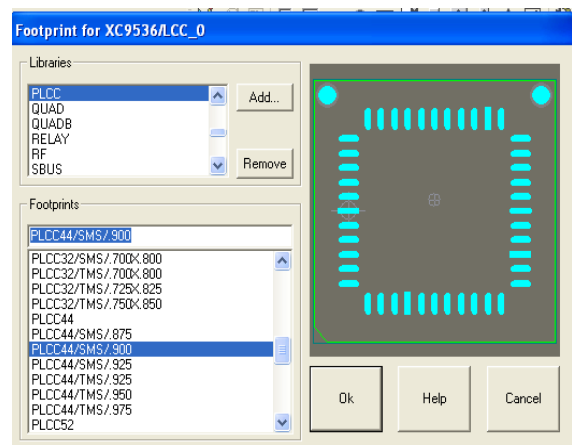 Footprint for XC9536/LCC_0
Libraries
PLCC
QUAD
QUADB
RELAY
RF
SBUS
Add...
Remove
Footprints
PLCC44/SMS/.900
PLCC32/SMS/.700X.800
PLCC32/TMS/.700X.800
PLCC32/TMS/.725X.825
PLCC32/TMS/.750X.850
PLCC44
PLCC44/SMS/.875
PLCC44/SMS/.900
PLCC44/SMS/.925
PLCC44/TMS/.925
PLCC44/TMS/.950
PLCC44/TMS/.975
PLCC52
Ok
Help
Cancel